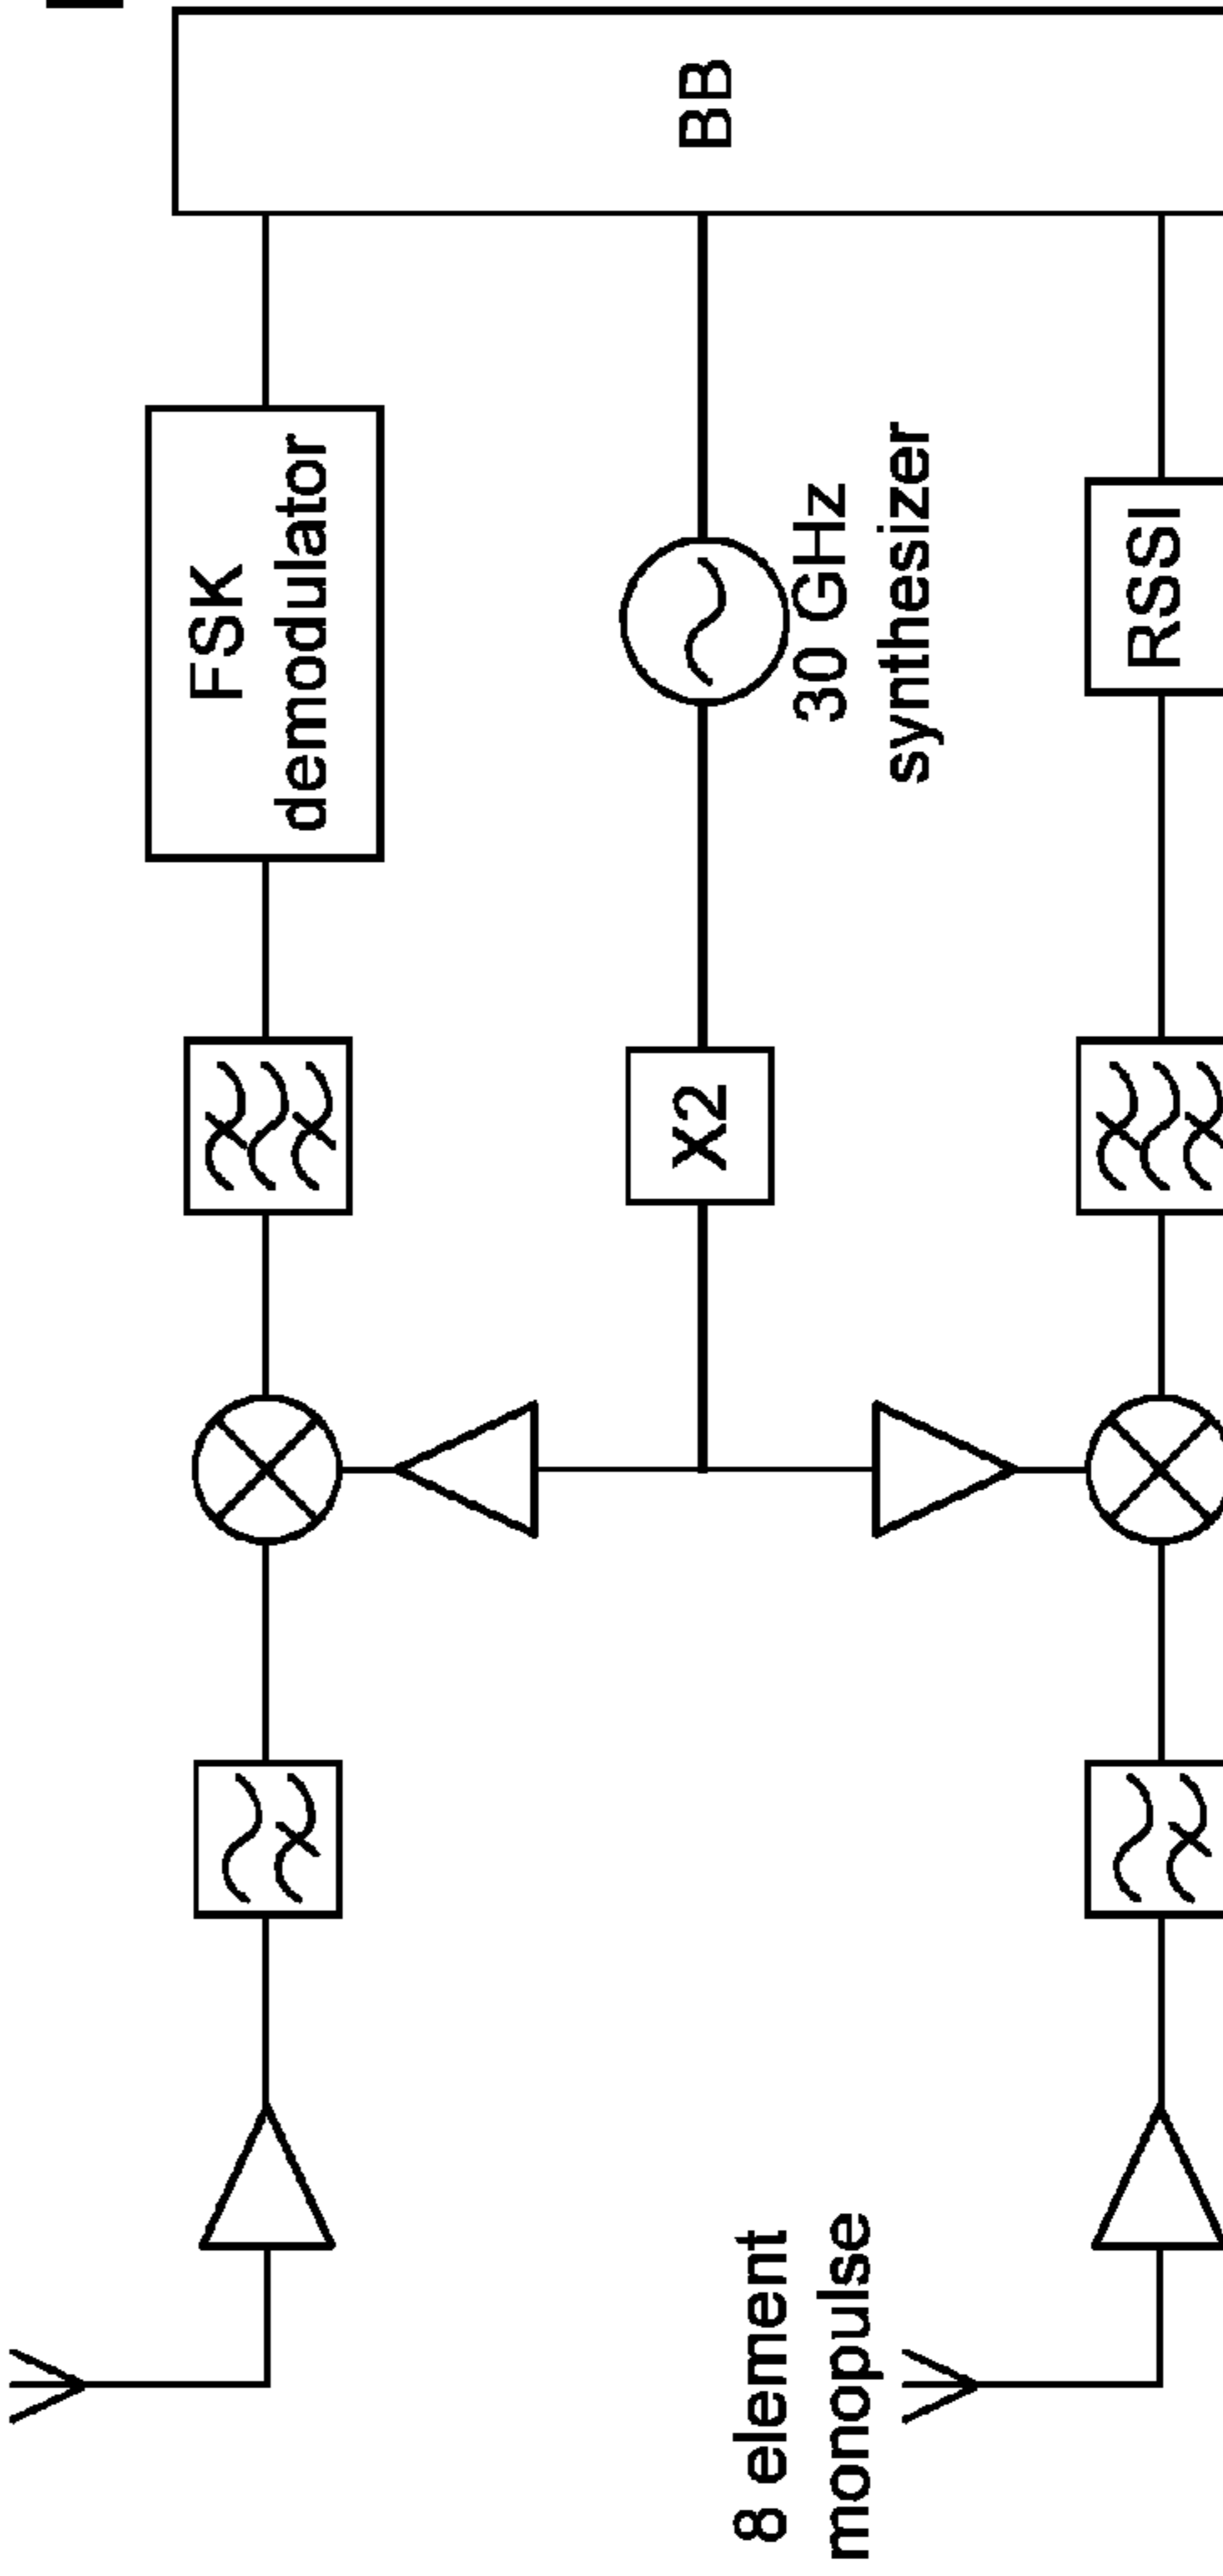 FSK
demodulator
BB
X2
30 GHz
synthesizer
8 element
monopulse
RSSI